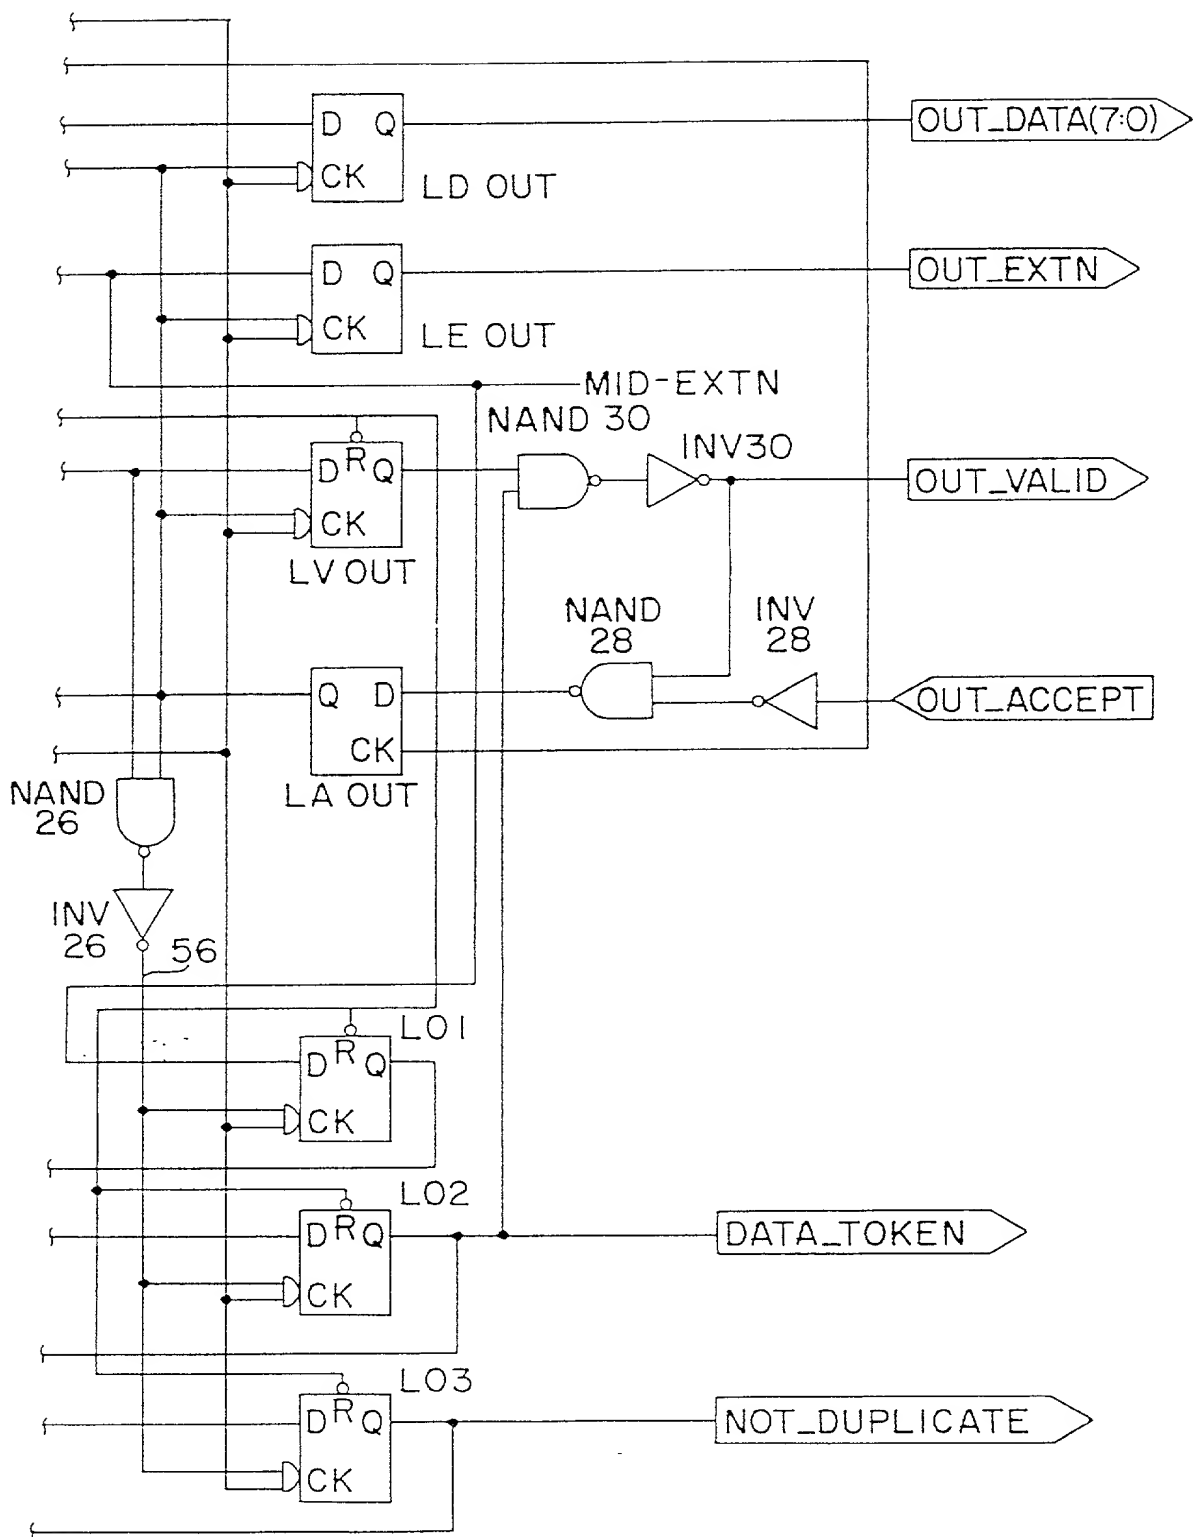 D Q
OUT_DATA(7:0)
CK
LD OUT
D Q
OUT_EXTN
CK
LE OUT
MID-EXTN
NAND 30
INV30
D R Q
OUT_VALID
CK
LV OUT
NAND
28
INV
28
Q D
OUT_ACCEPT
CK
LA OUT
NAND
26
INV
26
56
LO1
D R Q
CK
LO2
D R Q
DATA_TOKEN
CK
LO3
D R Q
NOT_DUPLICATE
CK